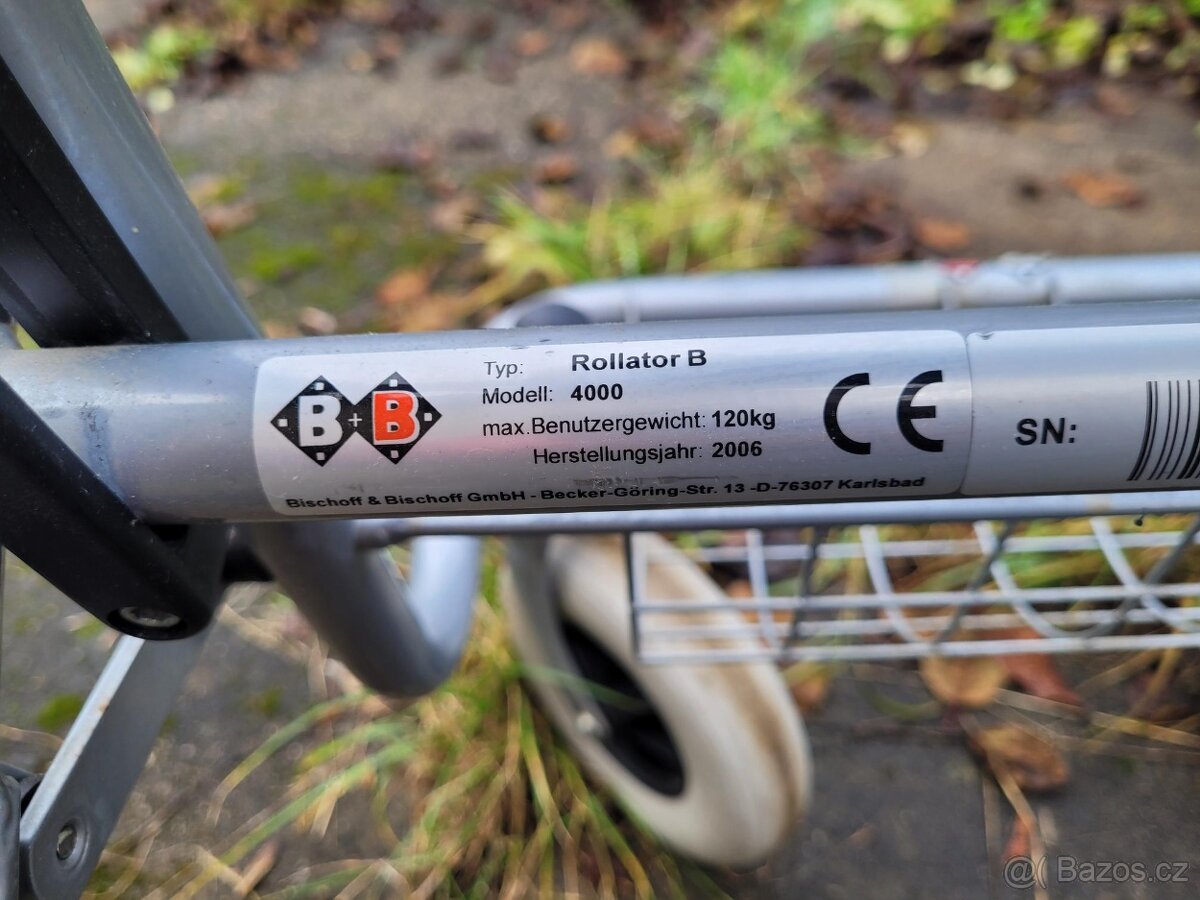 B+B
Typ: Rollator B
Modell: 4000
max.Benutzergewicht: 120kg
Herstellungsjahr: 2006
Bischoff & Bischoff GmbH - Becker-Göring-Str. 13 -D-76307 Karlsbad
CE
SN:
@ Bazos.cz